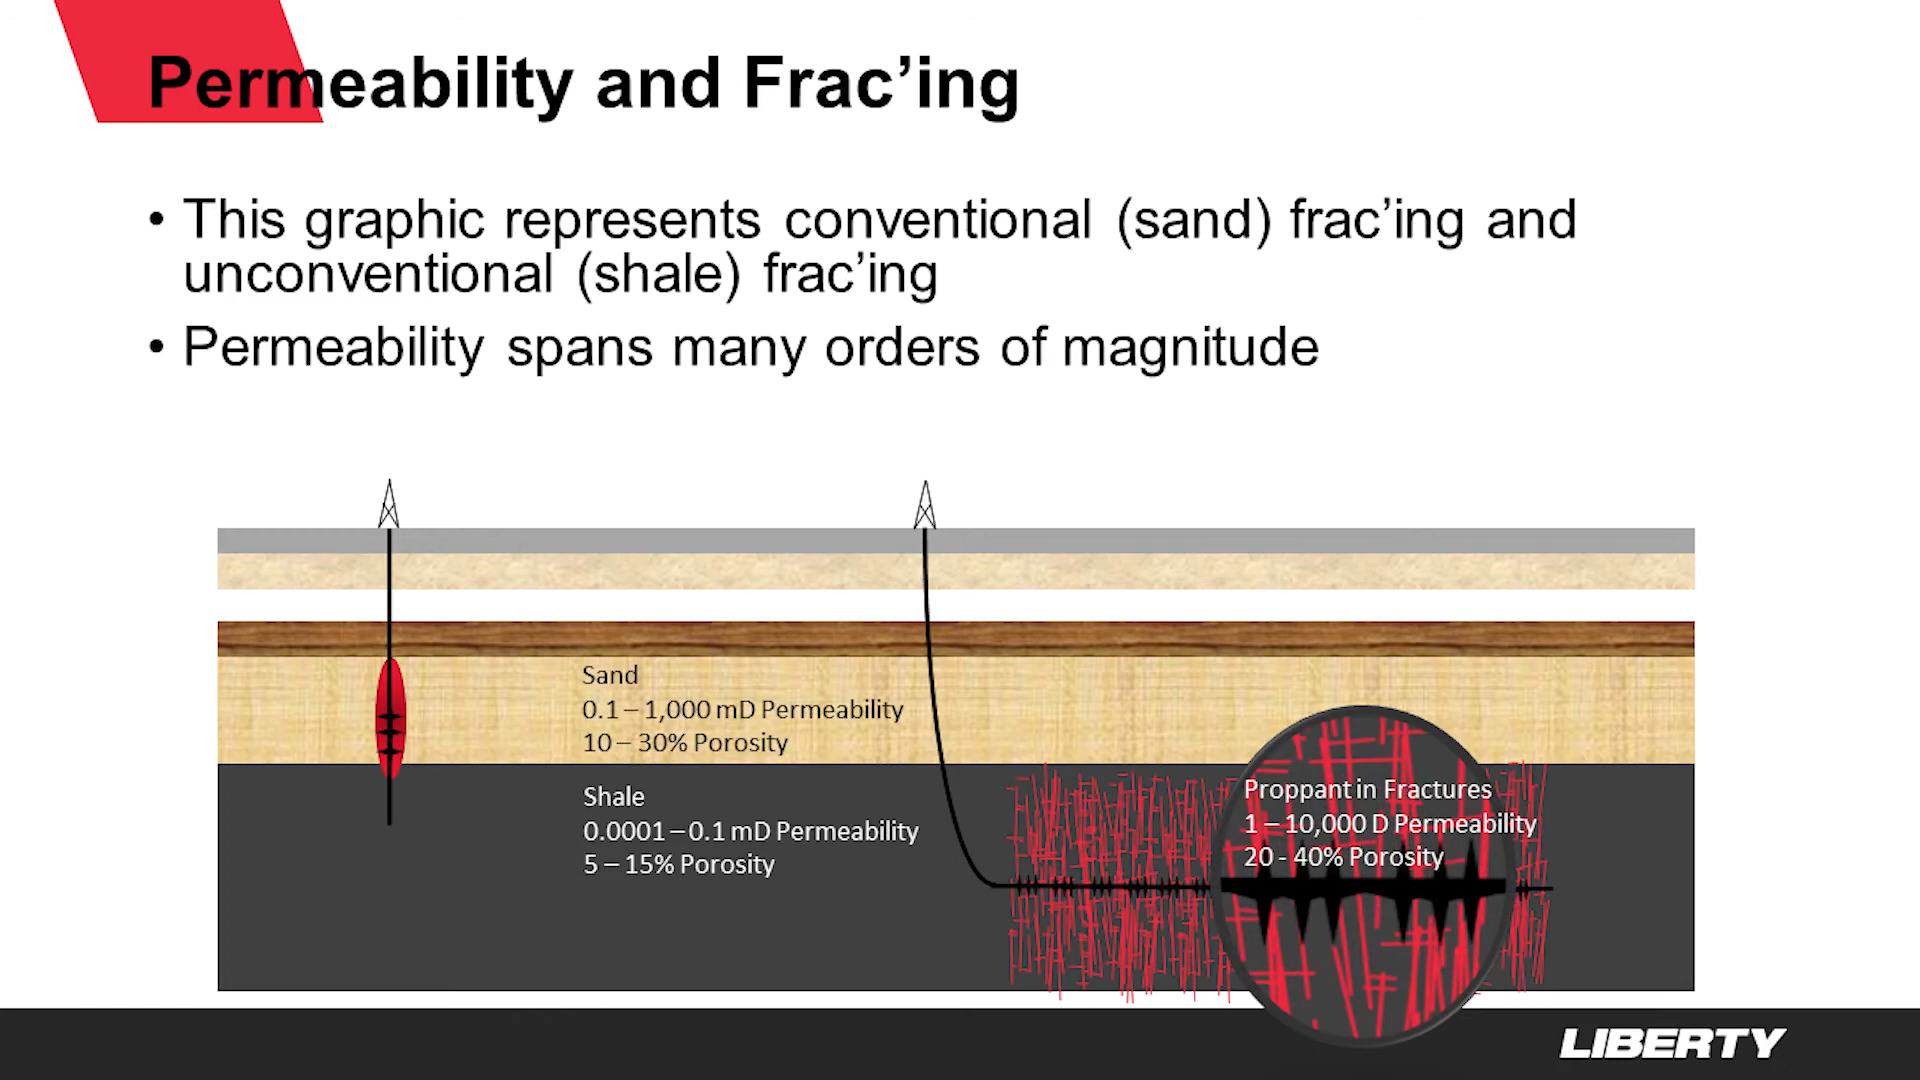 Permeability and Frac’ing
• This graphic represents conventional (sand) frac’ing and
unconventional (shale) frac’ing
• Permeability spans many orders of magnitude
Sand
0.1 – 1,000 mD Permeability
10 – 30% Porosity
Shale
0.0001 – 0.1 mD Permeability
5 – 15% Porosity
Proppant in Fractures
1 – 10,000 D Permeability
20 - 40% Porosity
LIBERTY